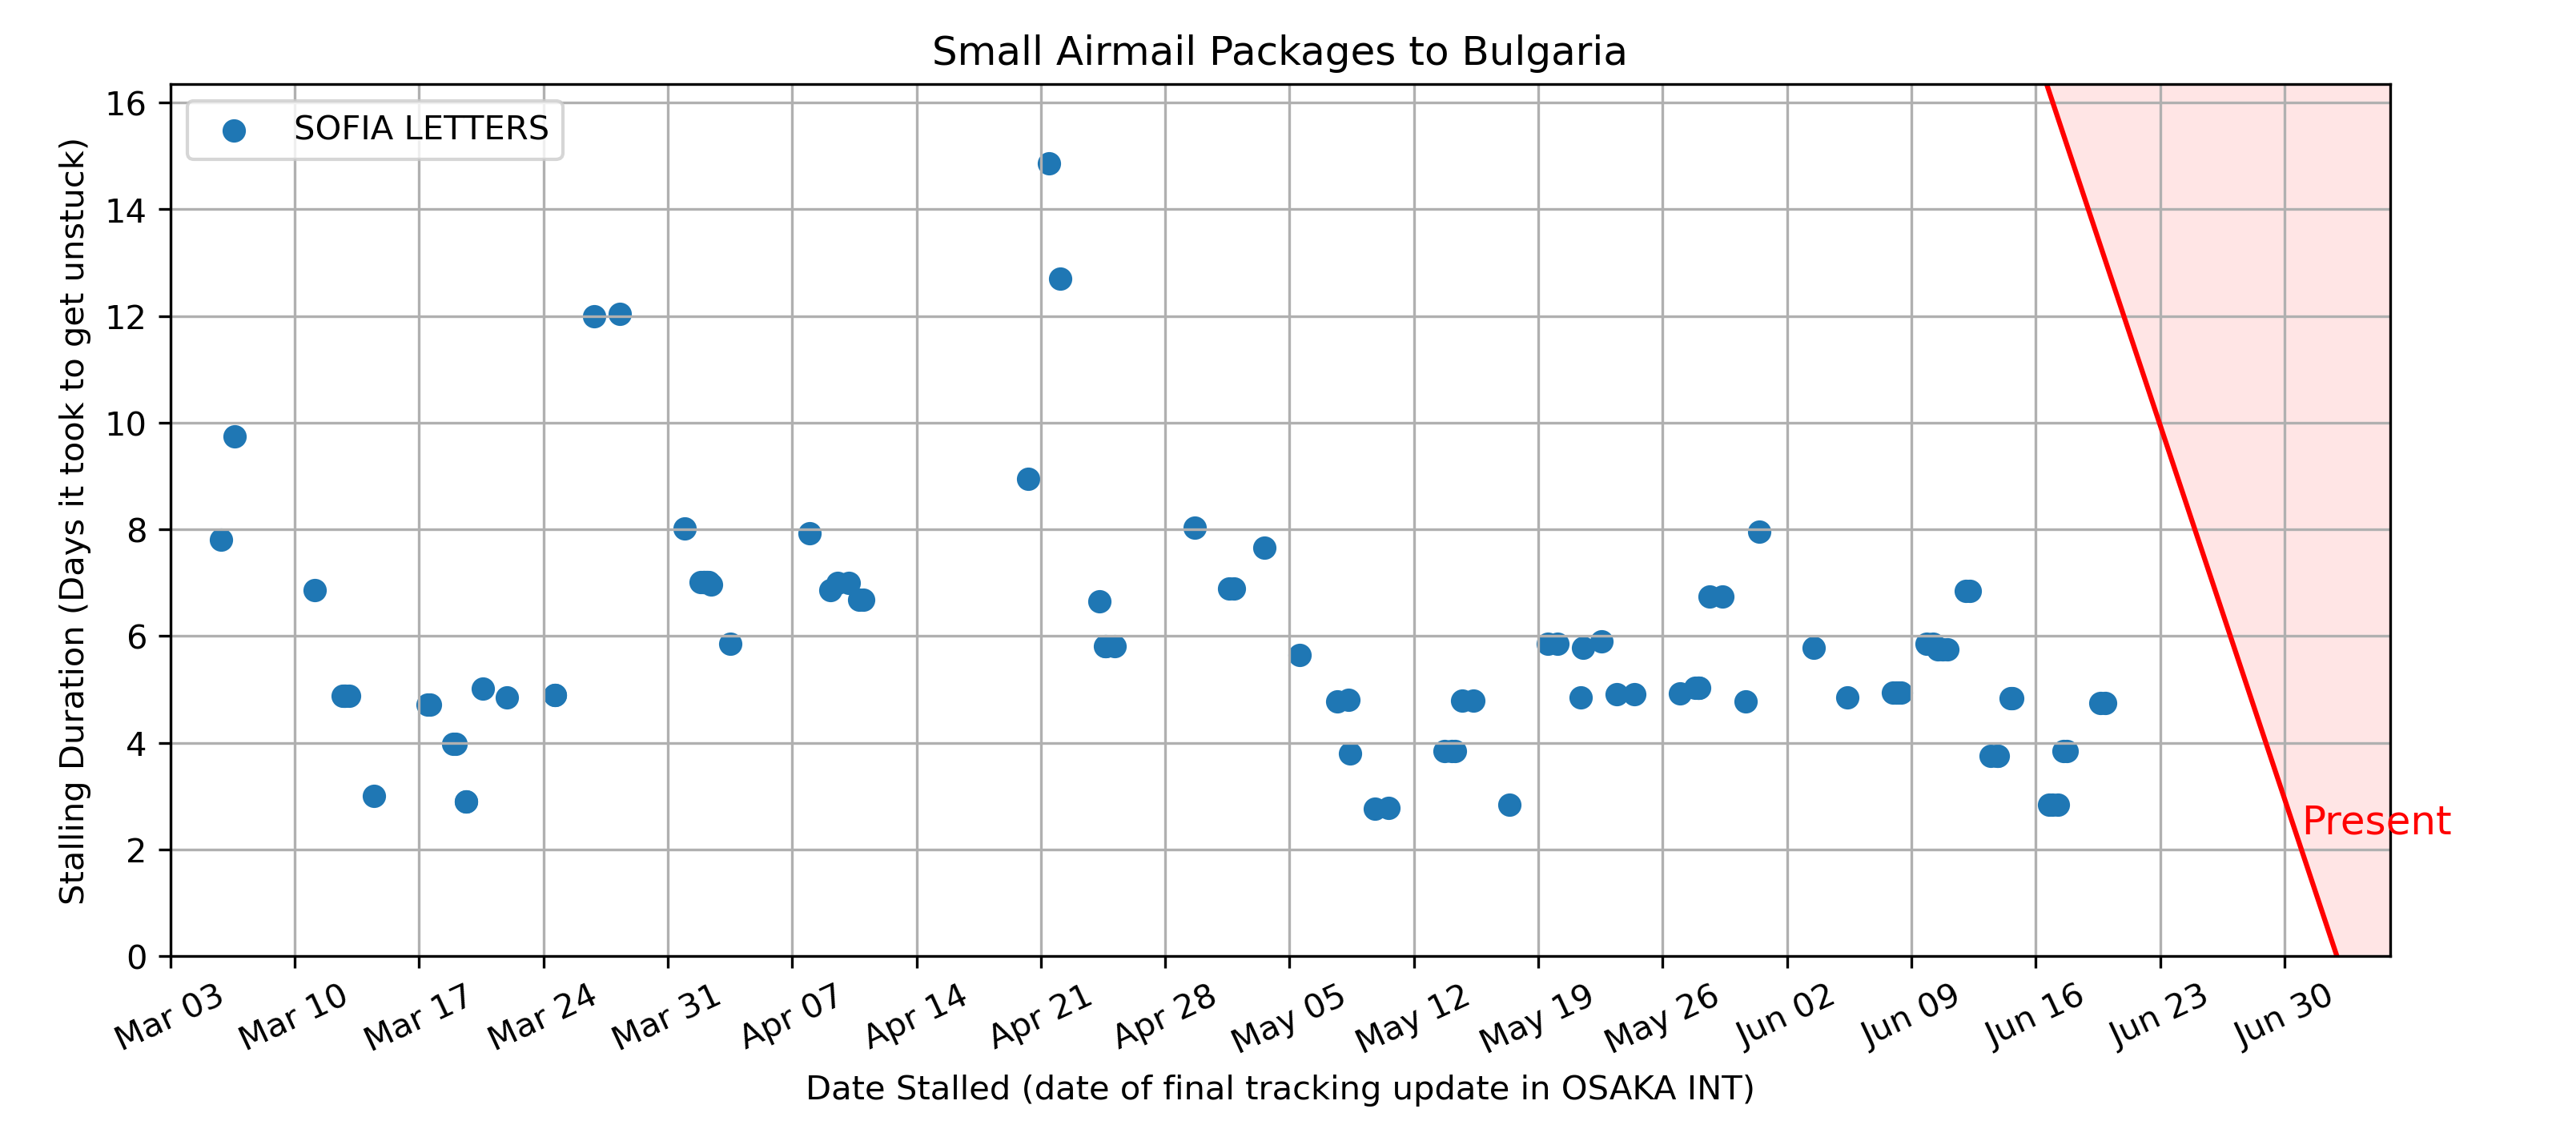 Small Airmail Packages to Bulgaria
SOFIA LETTERS
Stalling Duration (Days it took to get unstuck)
16
14
12
10
8
6
4
2
0
Present
Mar 03
Mar 10
Mar 17
Mar 24
Mar 31
Apr 07
Apr 14
Apr 21
Apr 28
May 05
May 12
May 19
May 26
Jun 02
Jun 09
Jun 16
Jun 23
Jun 30
Date Stalled (date of final tracking update in OSAKA INT)